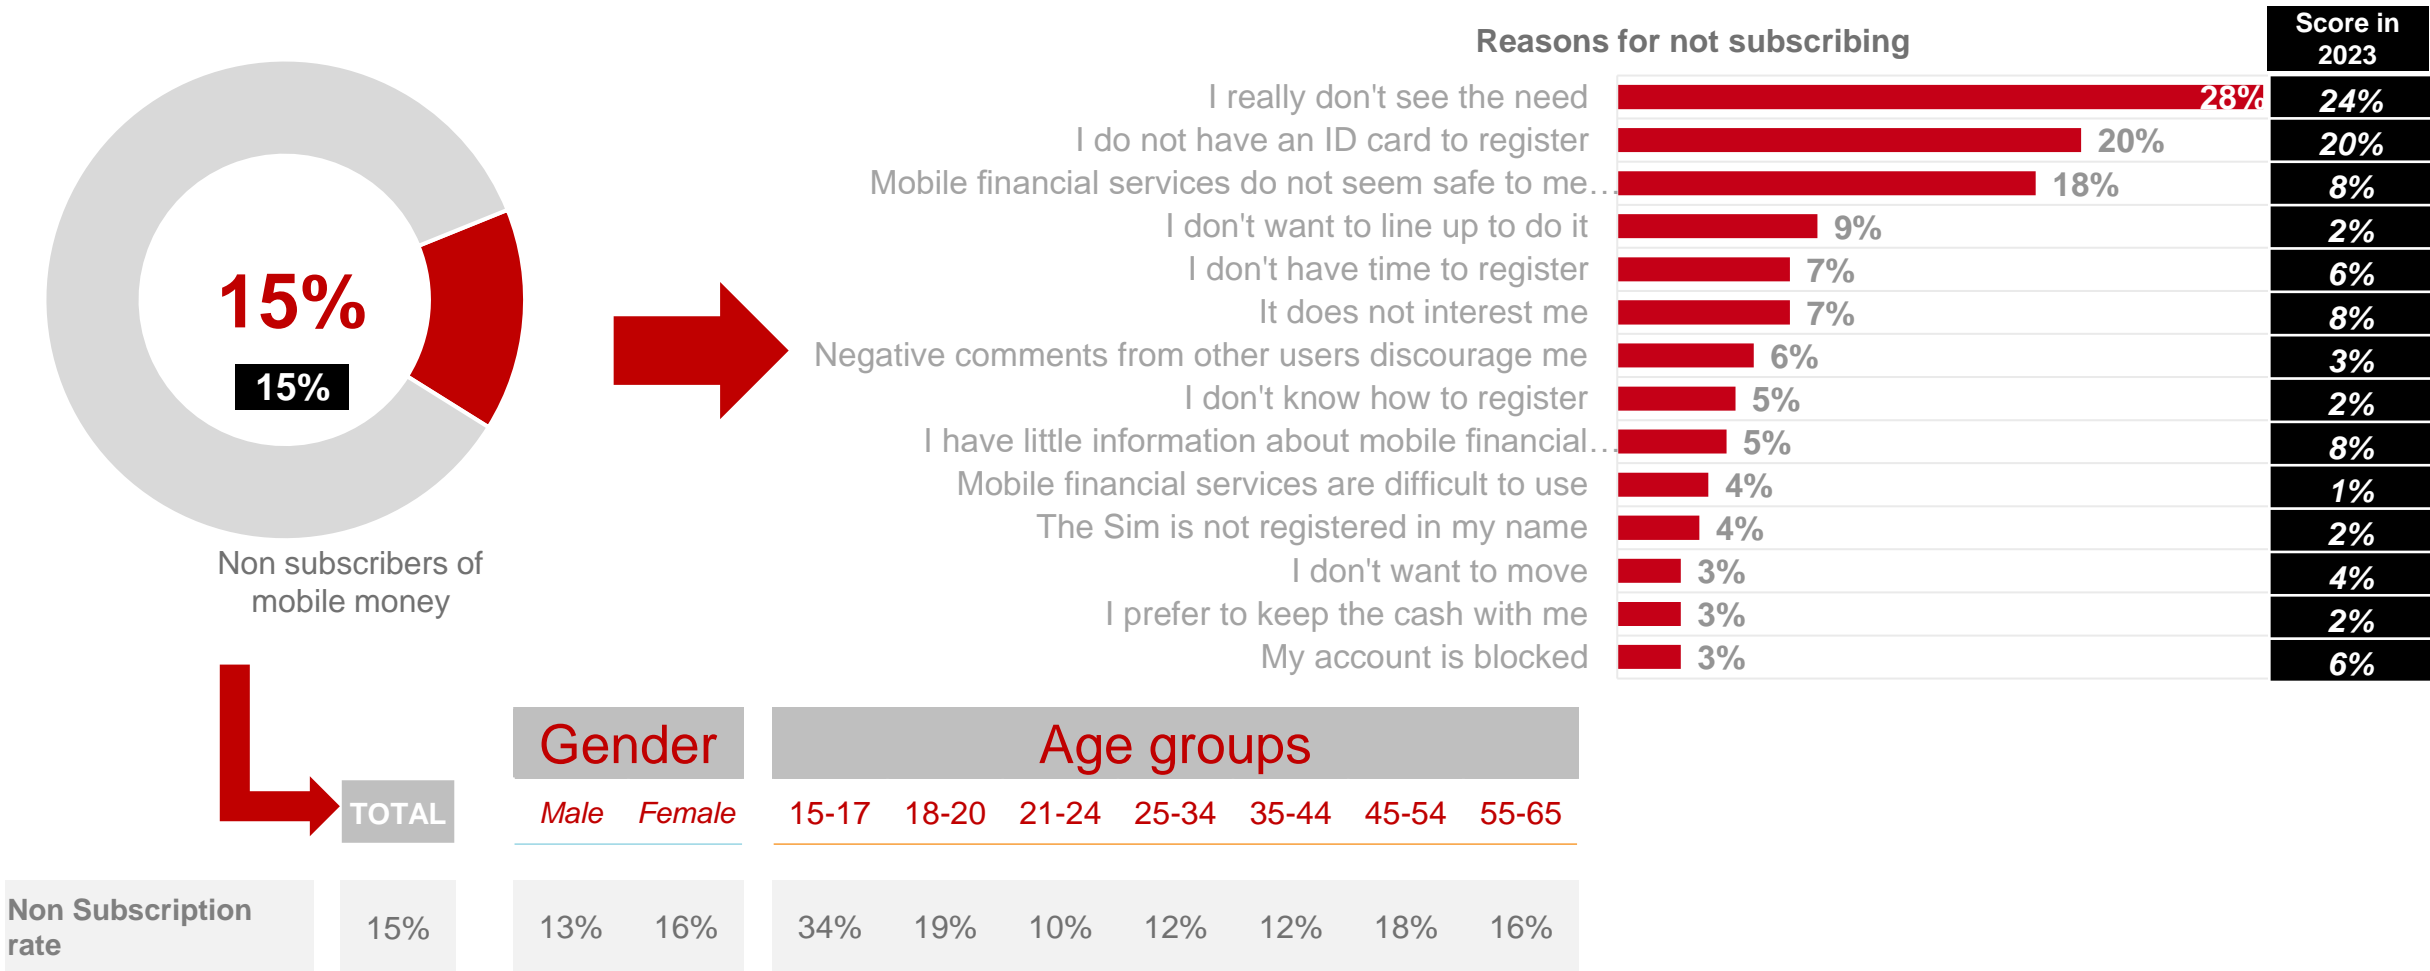 Reasons for not subscribing
Score in
2023
I really don't see the need 28% 24%
I do not have an ID card to register 20% 20%
Mobile financial services do not seem safe to me… 18% 8%
I don't want to line up to do it 9% 2%
I don't have time to register 7% 6%
It does not interest me 7% 8%
Negative comments from other users discourage me 6% 3%
I don't know how to register 5% 2%
I have little information about mobile financial… 5% 8%
Mobile financial services are difficult to use 4% 1%
The Sim is not registered in my name 4% 2%
I don't want to move 3% 4%
I prefer to keep the cash with me 3% 2%
My account is blocked 3% 6%
15%
15%
Non subscribers of
mobile money
Gender Age groups
TOTAL Male Female 15-17 18-20 21-24 25-34 35-44 45-54 55-65
Non Subscription
rate
15% 13% 16% 34% 19% 10% 12% 12% 18% 16%